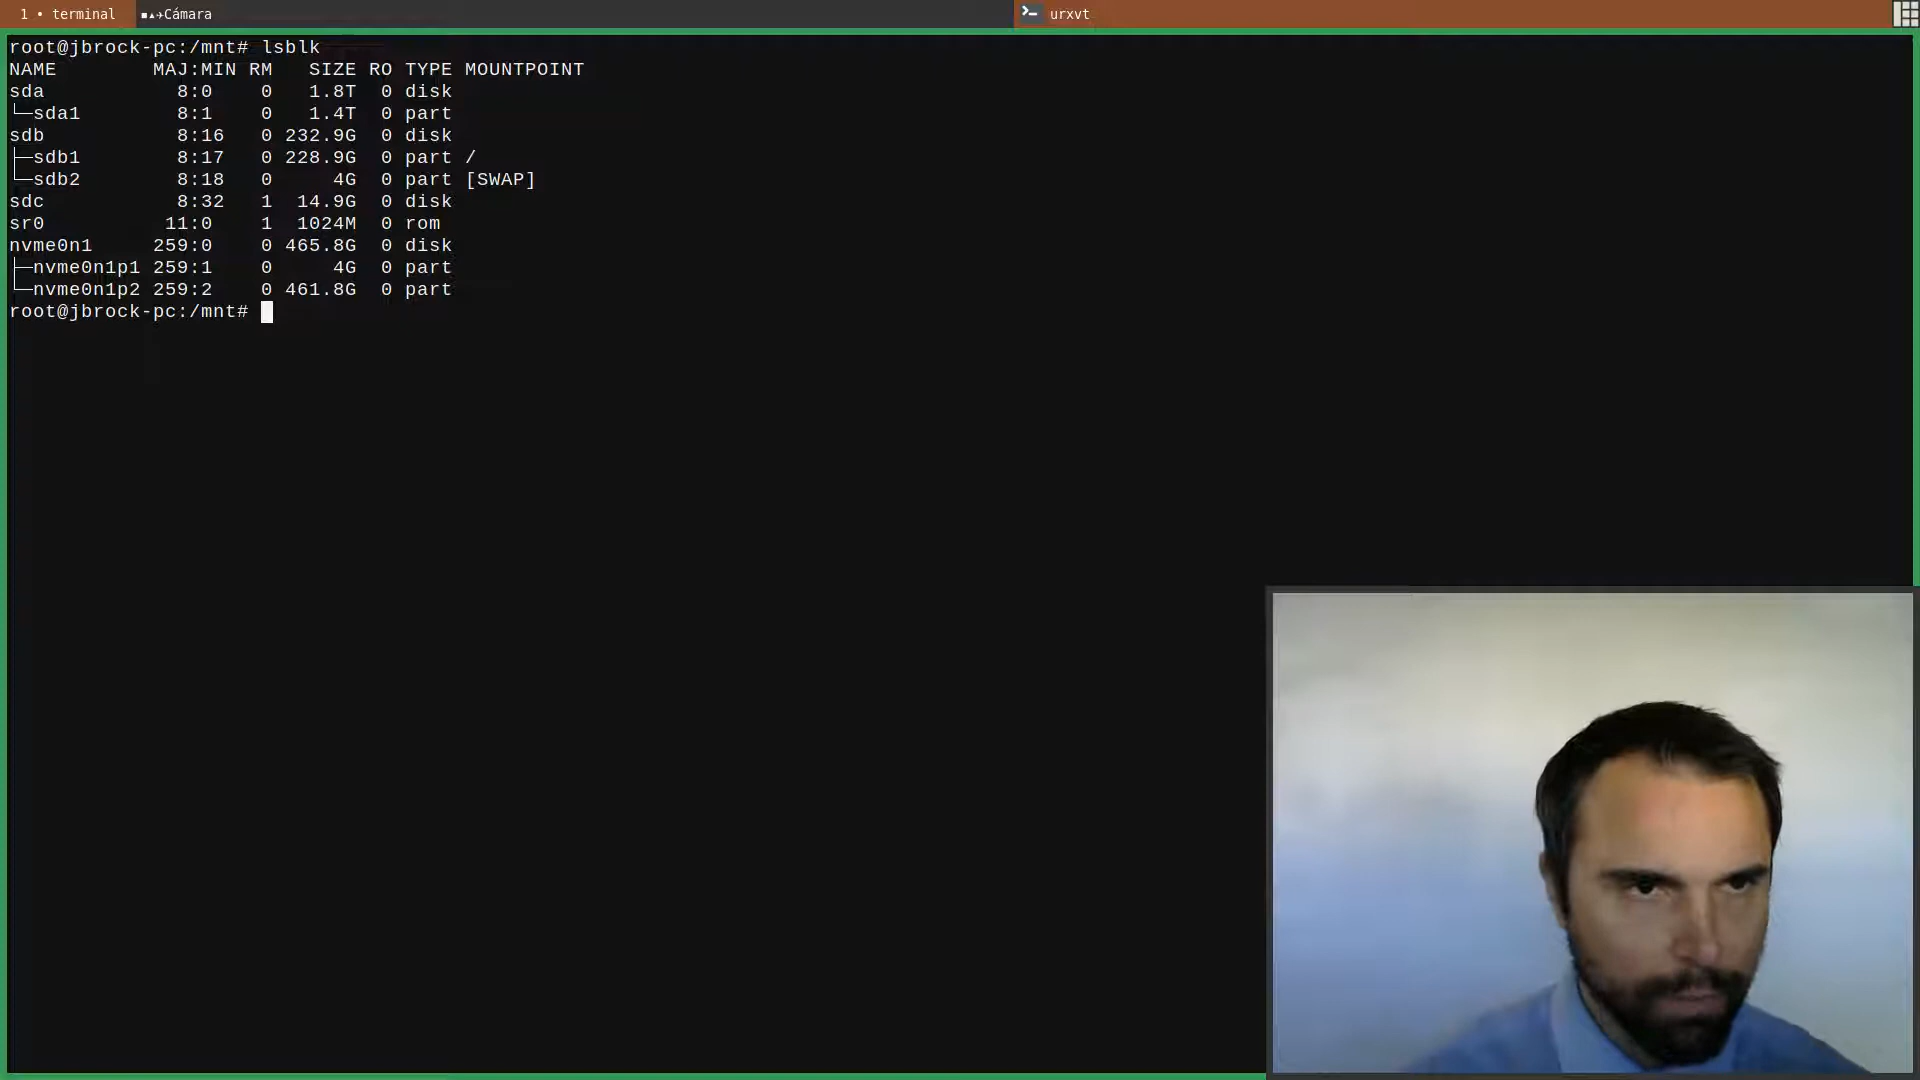 1 • terminal
Cámara
urxvt
root@jbrock-pc:/mnt# lsblk
NAME        MAJ:MIN RM   SIZE RO TYPE MOUNTPOINT
sda           8:0    0   1.8T  0 disk
└─sda1        8:1    0   1.4T  0 part
sdb           8:16   0 232.9G  0 disk
├─sdb1        8:17   0 228.9G  0 part /
└─sdb2        8:18   0     4G  0 part [SWAP]
sdc           8:32   1  14.9G  0 disk
sr0          11:0    1  1024M  0 rom
nvme0n1     259:0    0 465.8G  0 disk
├─nvme0n1p1 259:1    0     4G  0 part
└─nvme0n1p2 259:2    0 461.8G  0 part
root@jbrock-pc:/mnt#